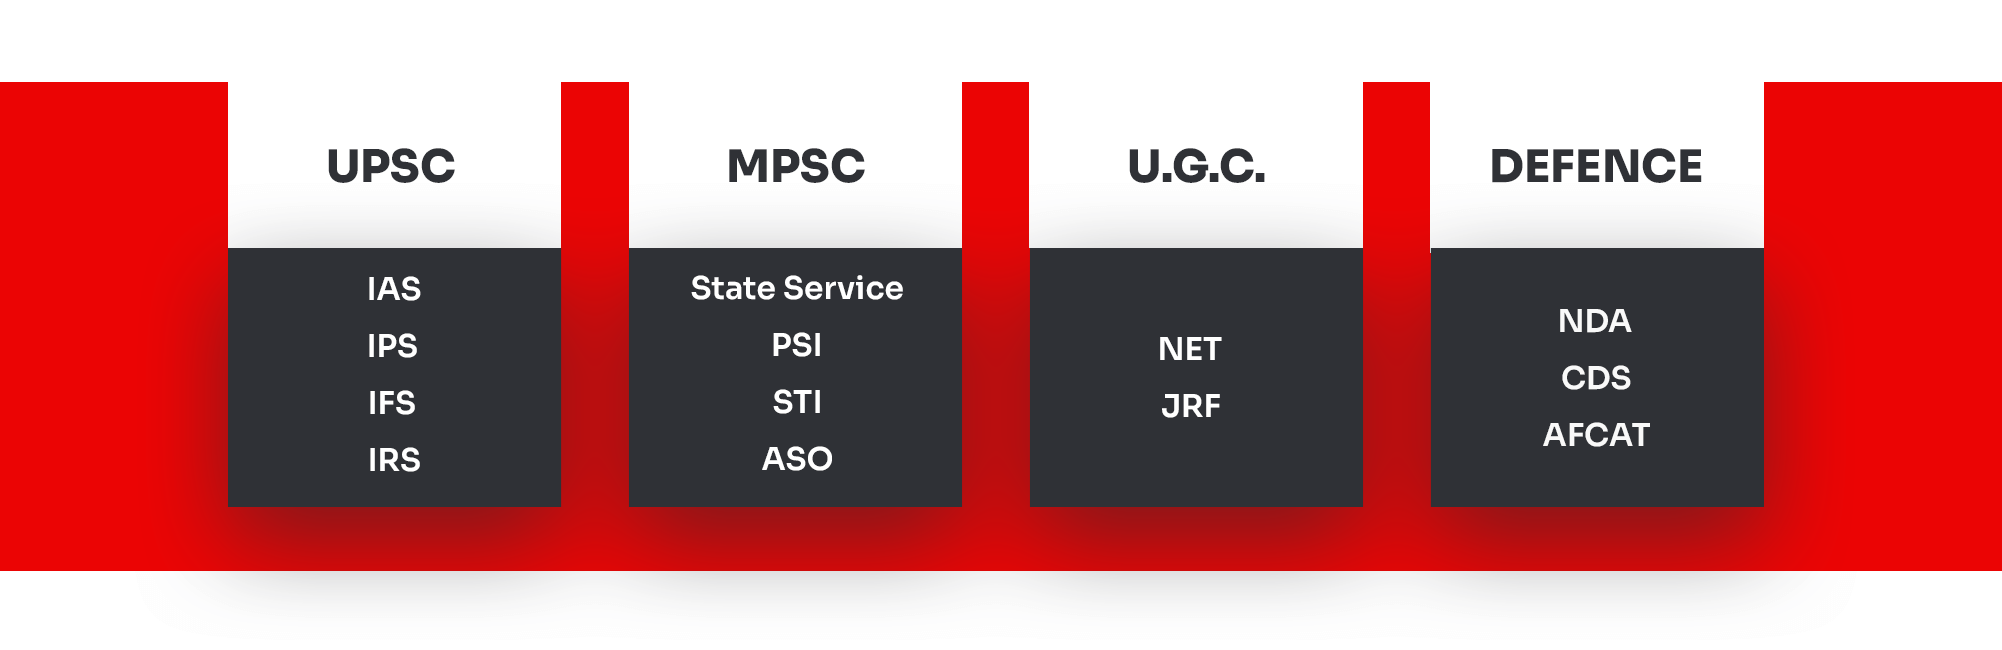 UPSC
IAS
IPS
IFS
IRS
MPSC
State Service
PSI
STI
ASO
U.G.C.
NET
JRF
DEFENCE
NDA
CDS
AFCAT